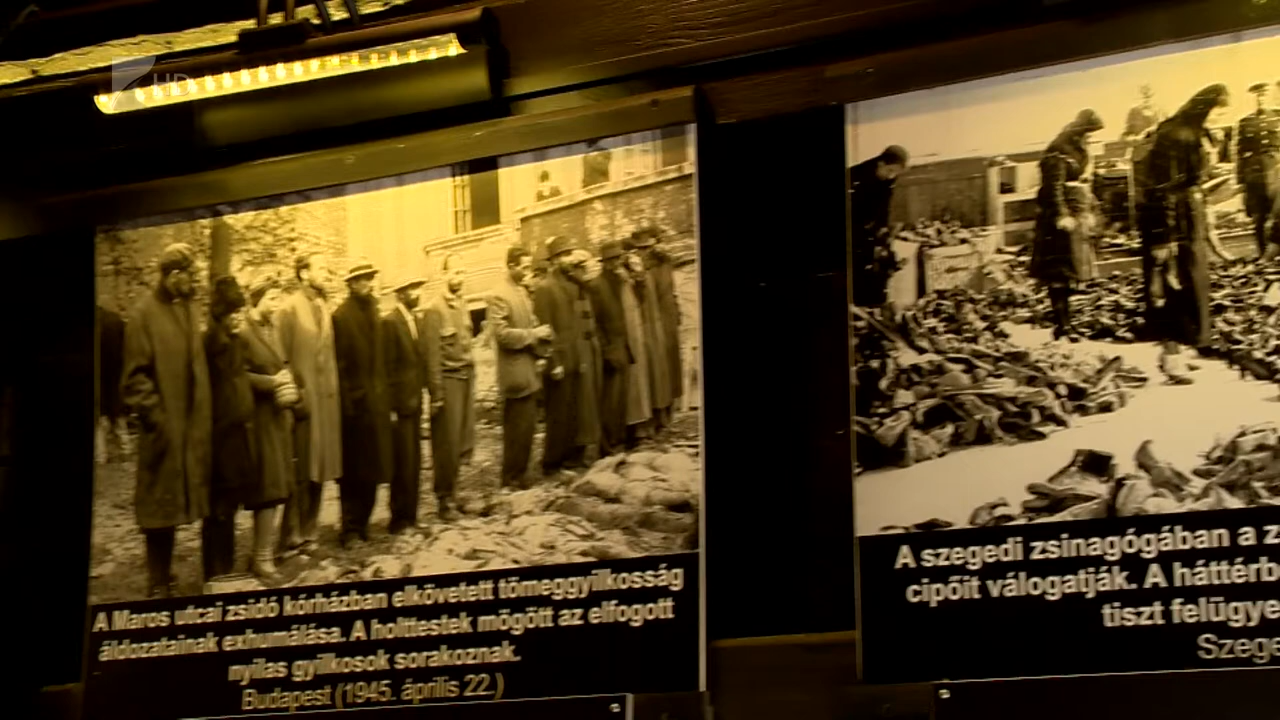 HD
A Maros utcai zsidó kórházban elkövetett tömeggyilkosság
áldozatainak exhumálása. A holttestek mögött az elfogott
nyilas gyilkosok sorakoznak.
Budapest (1945. április 22.)
A szegedi zsinagógában a z
cipőit válogatják. A háttérb
tiszt felügye
Szege